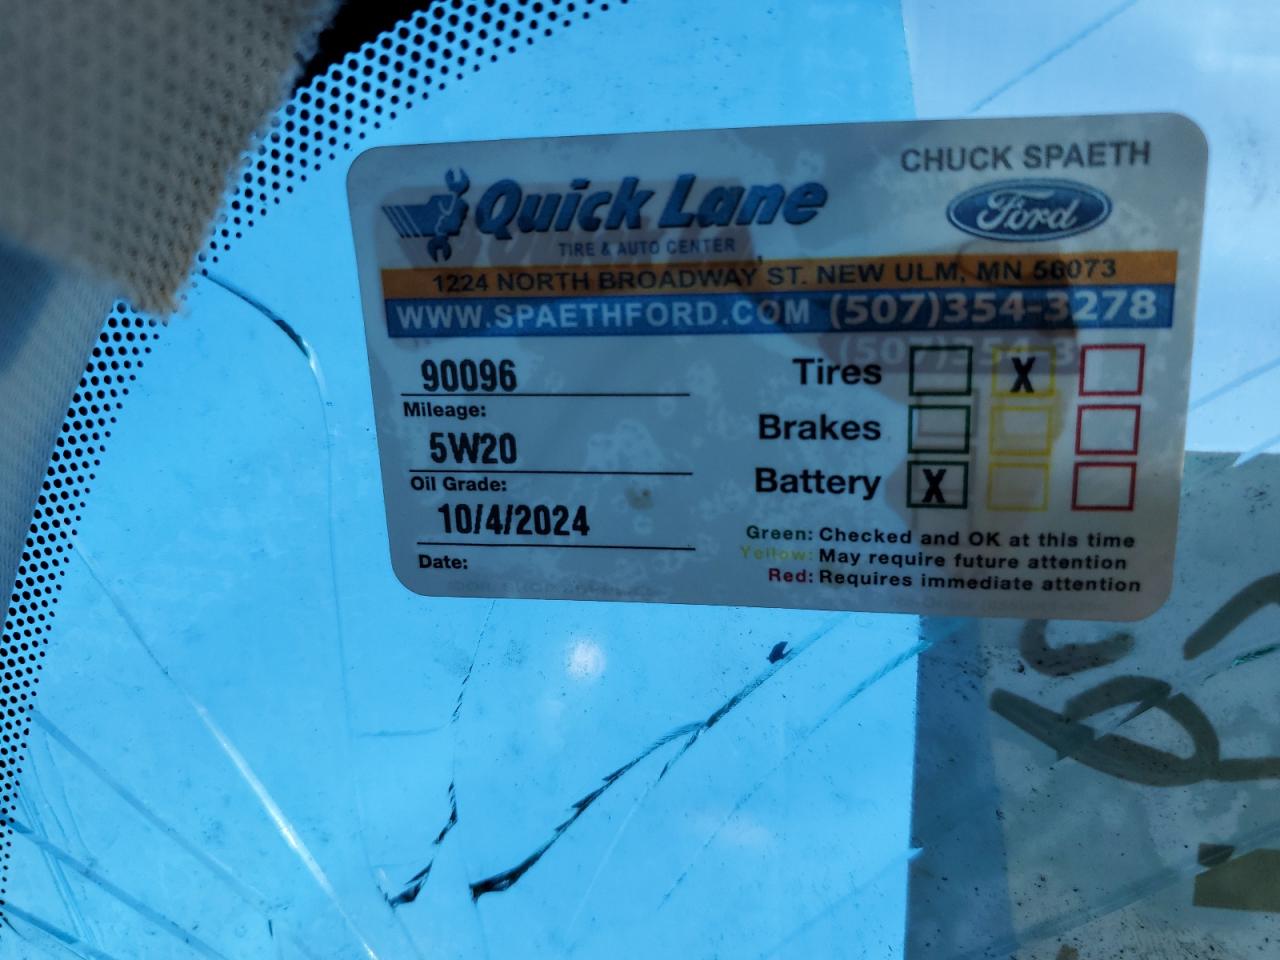 CHUCK SPAETH
Quick Lane
TIRE & AUTO CENTER
Ford
1224 NORTH BROADWAY ST. NEW ULM, MN 56073
WWW.SPAETHFORD.COM (507)354-3278
90096
Mileage:
5W20
Oil Grade:
10/4/2024
Date:
Tires X
Brakes
Battery X
Green: Checked and OK at this time
Yellow: May require future attention
Red: Requires immediate attention